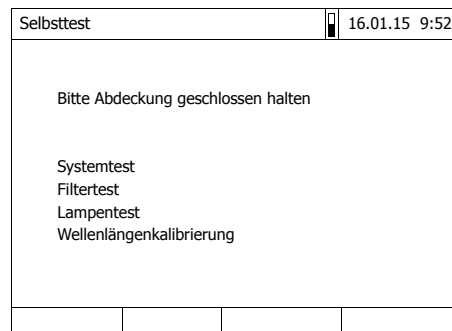 Selbsttest 16.01.15 9:52
Bitte Abdeckung geschlossen halten
Systemtest
Filtertest
Lampentest
Wellenlängenkalibrierung